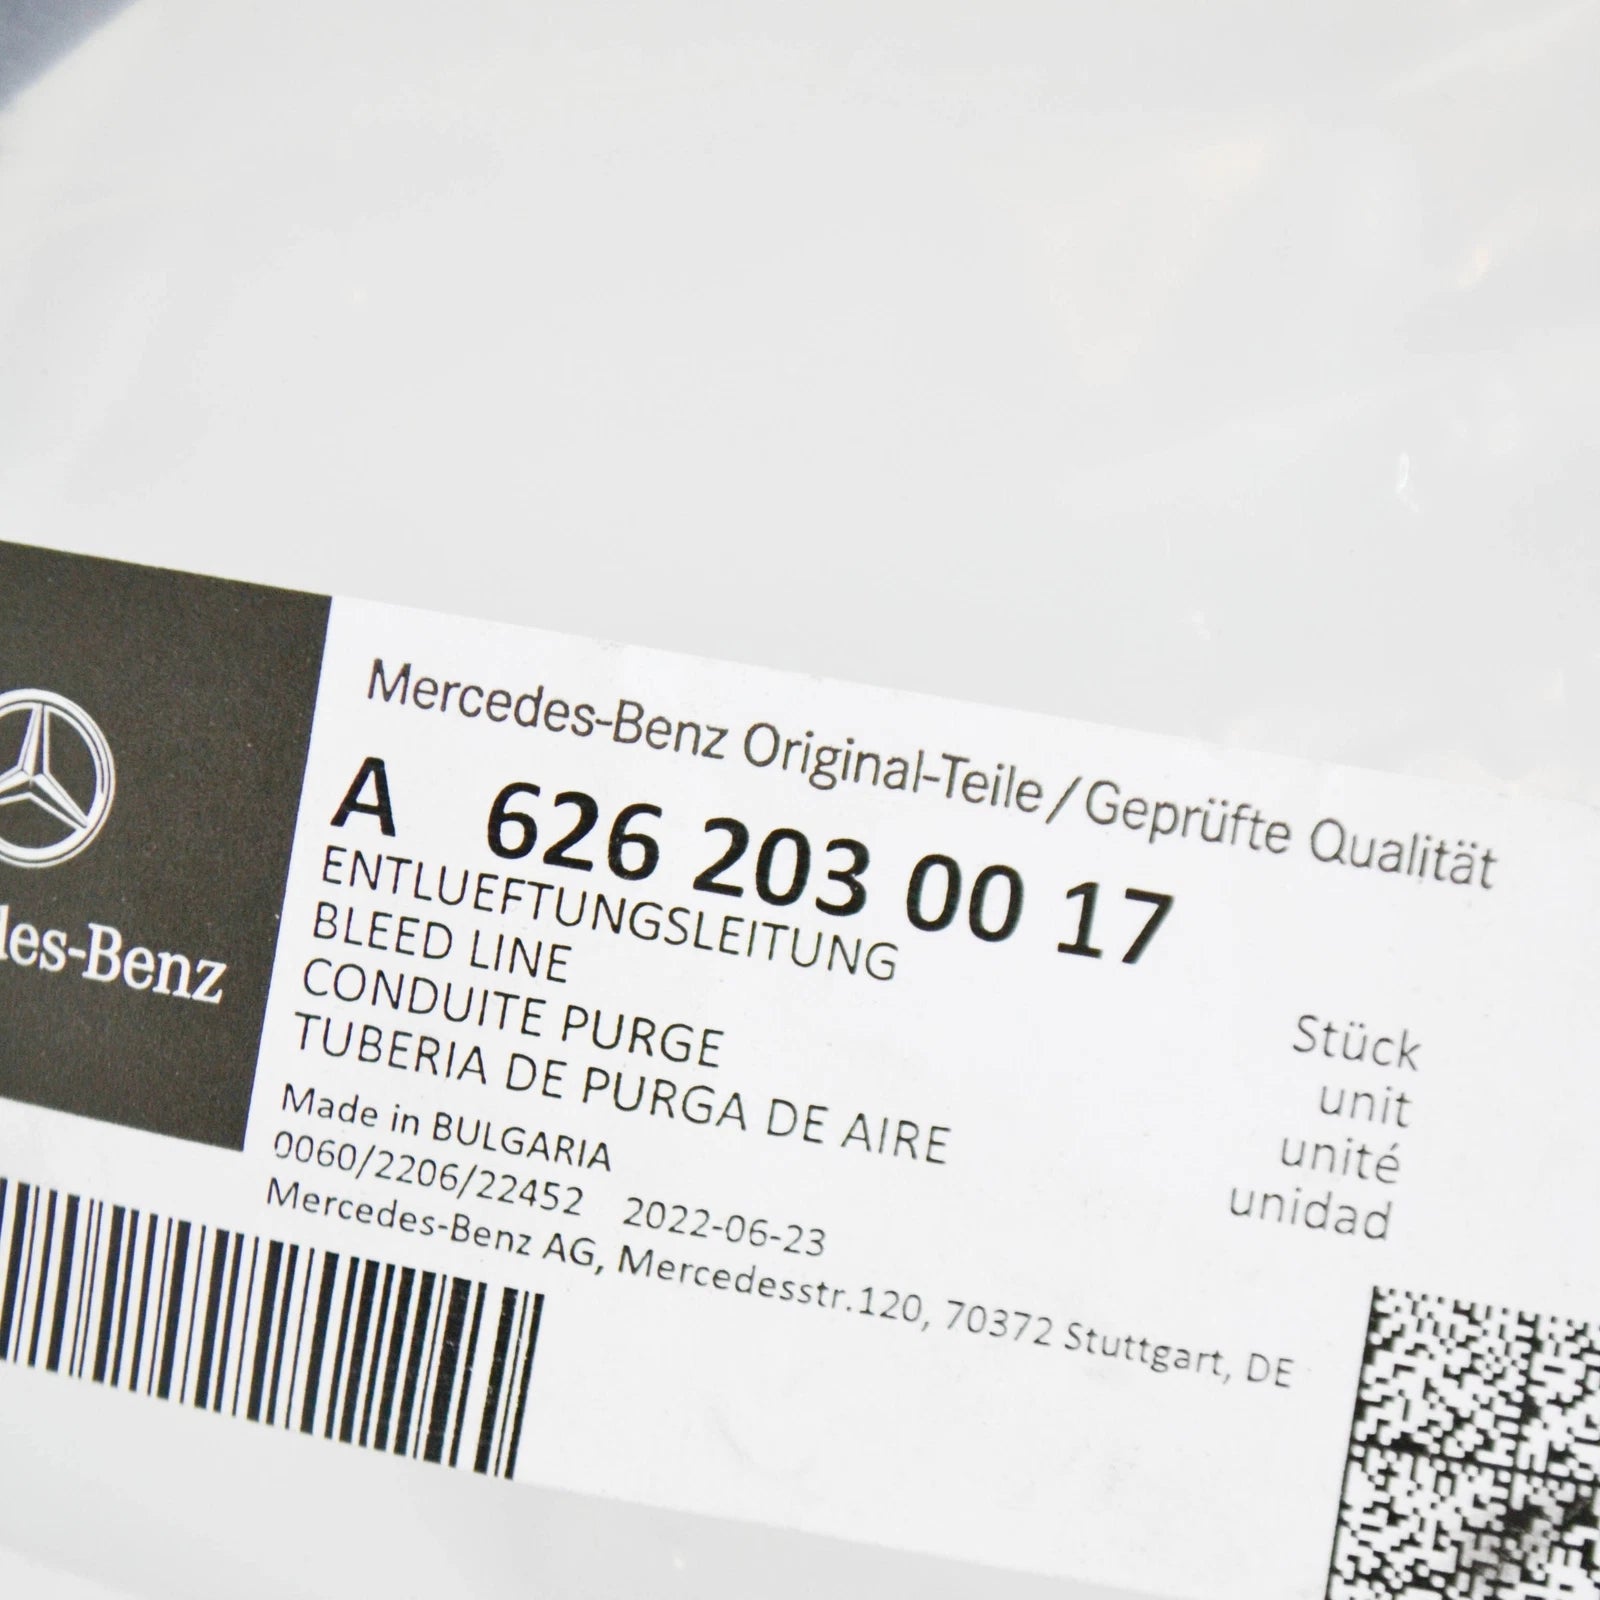 Mercedes-Benz Original-Teile/Geprüfte Qualität
A 626 203 00 17
ENTLUEFTUNGSLEITUNG
BLEED LINE
CONDUITE PURGE
TUBERIA DE PURGA DE AIRE
Stück
unit
unité
unidad
Made in BULGARIA
0060/2206/22452 2022-06-23
Mercedes-Benz AG, Mercedesstr.120, 70372 Stuttgart, DE
des-Benz